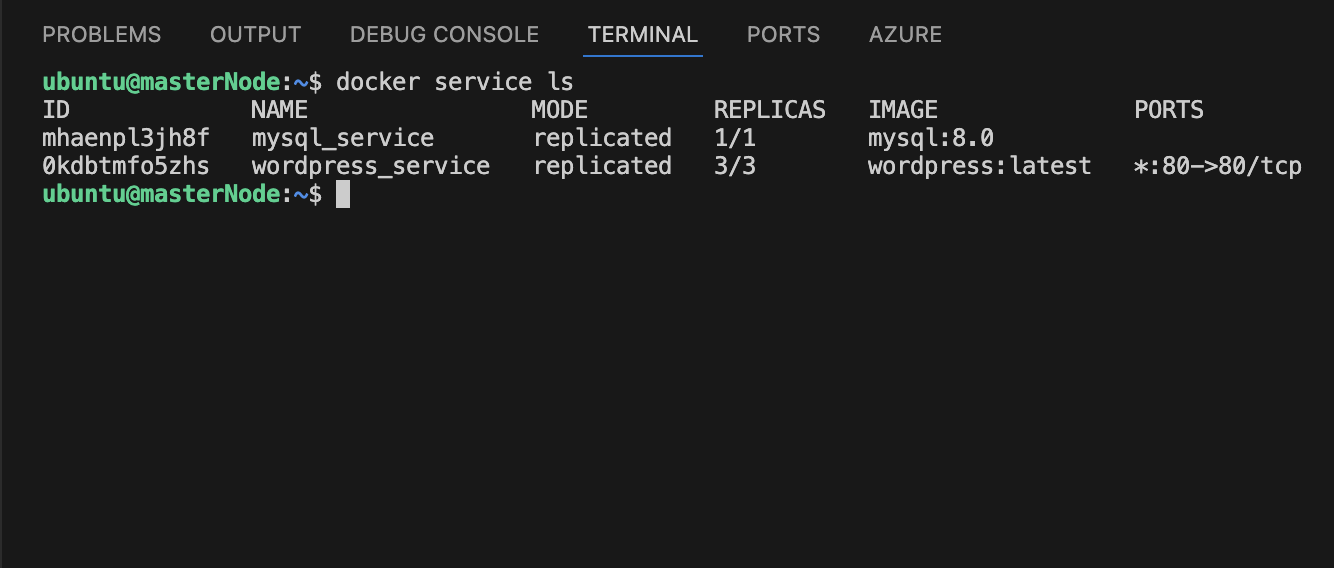 PROBLEMS OUTPUT DEBUG CONSOLE TERMINAL PORTS AZURE
ubuntu@masterNode:~$ docker service ls
ID NAME MODE REPLICAS IMAGE PORTS
mhaenpl3jh8f mysql_service replicated 1/1 mysql:8.0
0kdbtmfo5zhs wordpress_service replicated 3/3 wordpress:latest *:80->80/tcp
ubuntu@masterNode:~$